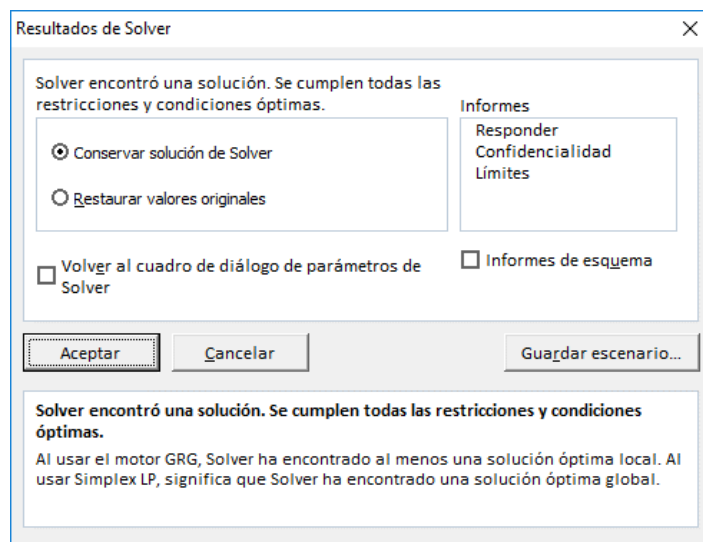 Resultados de Solver
Solver encontró una solución. Se cumplen todas las
restricciones y condiciones óptimas.
Informes
Conservar solución de Solver
Restaurar valores originales
Responder
Confidencialidad
Límites
Volver al cuadro de diálogo de parámetros de
Solver
Informes de esquema
Aceptar
Cancelar
Guardar escenario...
Solver encontró una solución. Se cumplen todas las restricciones y condiciones
óptimas.
Al usar el motor GRG, Solver ha encontrado al menos una solución óptima local. Al
usar Simplex LP, significa que Solver ha encontrado una solución óptima global.